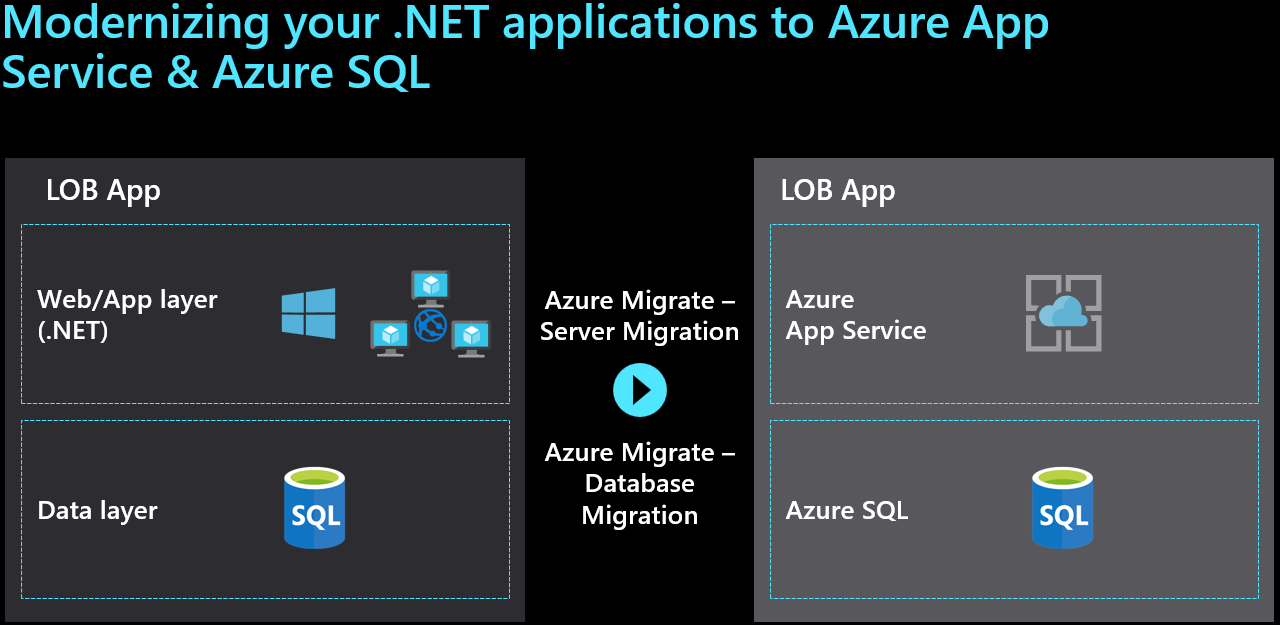 Modernizing your .NET applications to Azure App
Service & Azure SQL
LOB App
Web/App layer
(.NET)
Data layer
SQL
Azure Migrate –
Server Migration
Azure Migrate –
Database
Migration
LOB App
Azure
App Service
Azure SQL
SQL